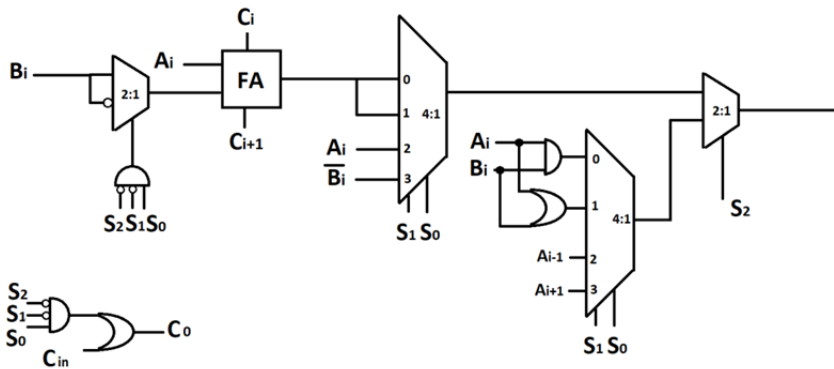 Ci
Bi
Ai
FA
2:1
0
1
4:1
2:1
Ci+1
Ai
2
Bi
3
Ai
Bi
0
S2 S1 S0
S1 S0
1
4:1
S2
Ai-1
2
Ai+1
3
S2
S1
S0
C0
Cin
S1 S0